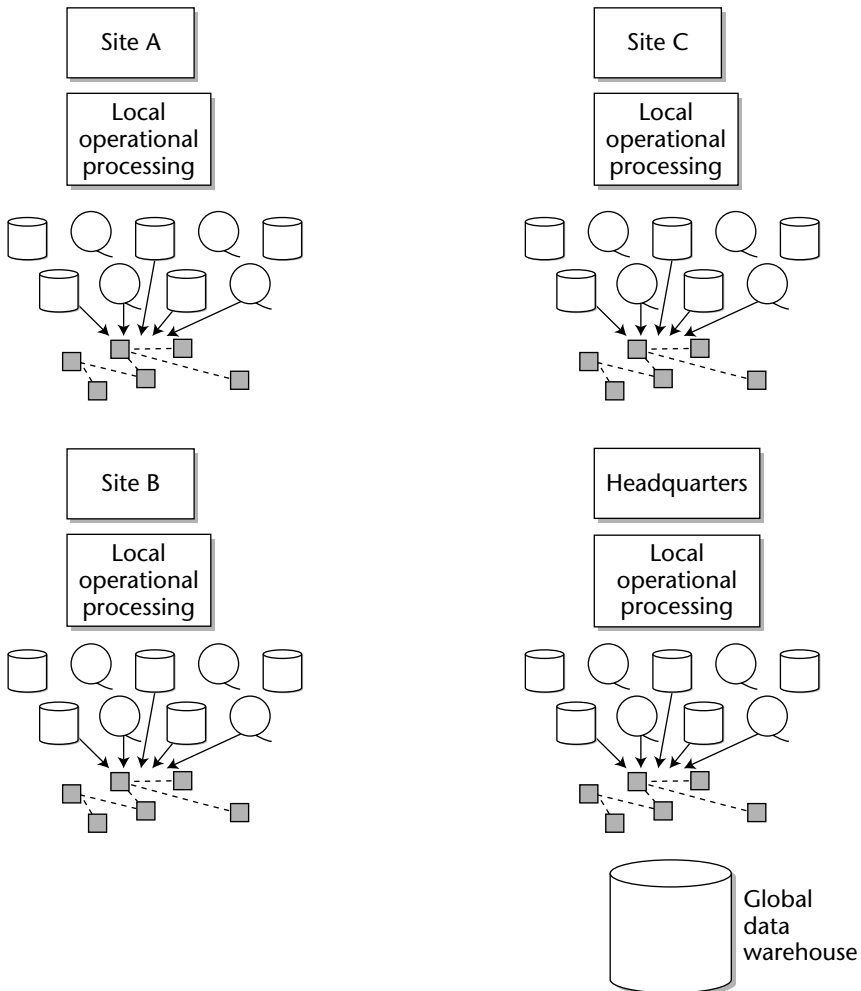 Site A
Local
operational
processing
Site C
Local
operational
processing
Site B
Local
operational
processing
Headquarters
Local
operational
processing
Global
data
warehouse